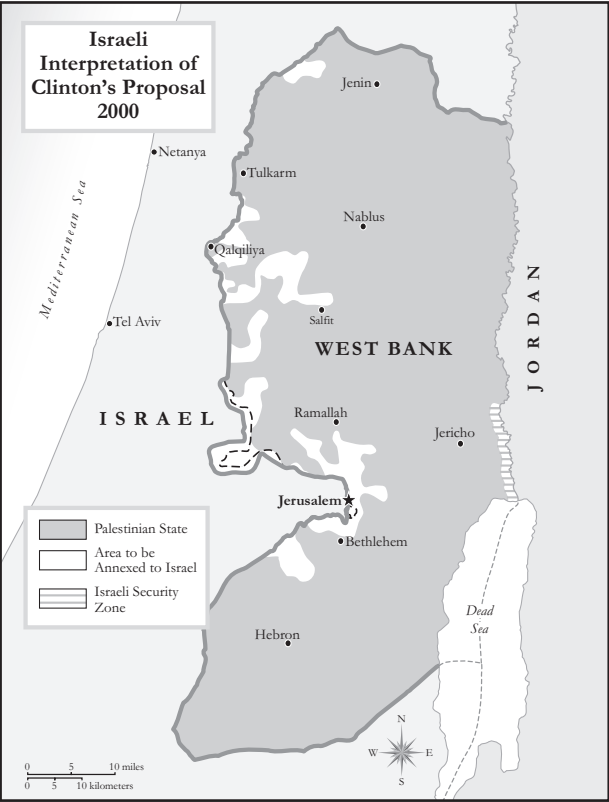 Israeli
Interpretation of
Clinton's Proposal
2000
Jenin
Netanya
Tulkarm
Mediterranean Sea
Nablus
Qalqiliya
JORDAN
Salfit
Tel Aviv
WEST BANK
ISRAEL
Ramallah
Jericho
Jerusalem
Palestinian State
Bethlehem
Area to be
Annexed to Israel
Israeli Security
Zone
Dead
Sea
Hebron
N
W E
S
0 5 10 miles
0 5 10 kilometers